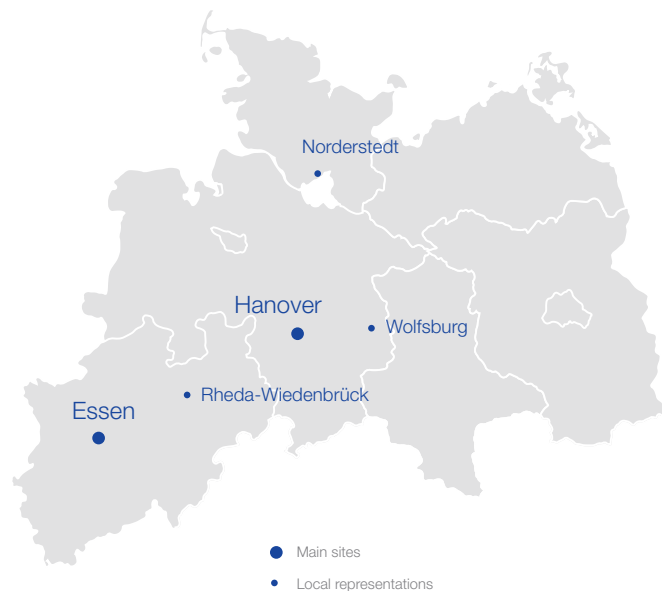 Norderstedt
Hanover
Wolfsburg
Rheda-Wiedenbrück
Essen
Main sites
Local representations